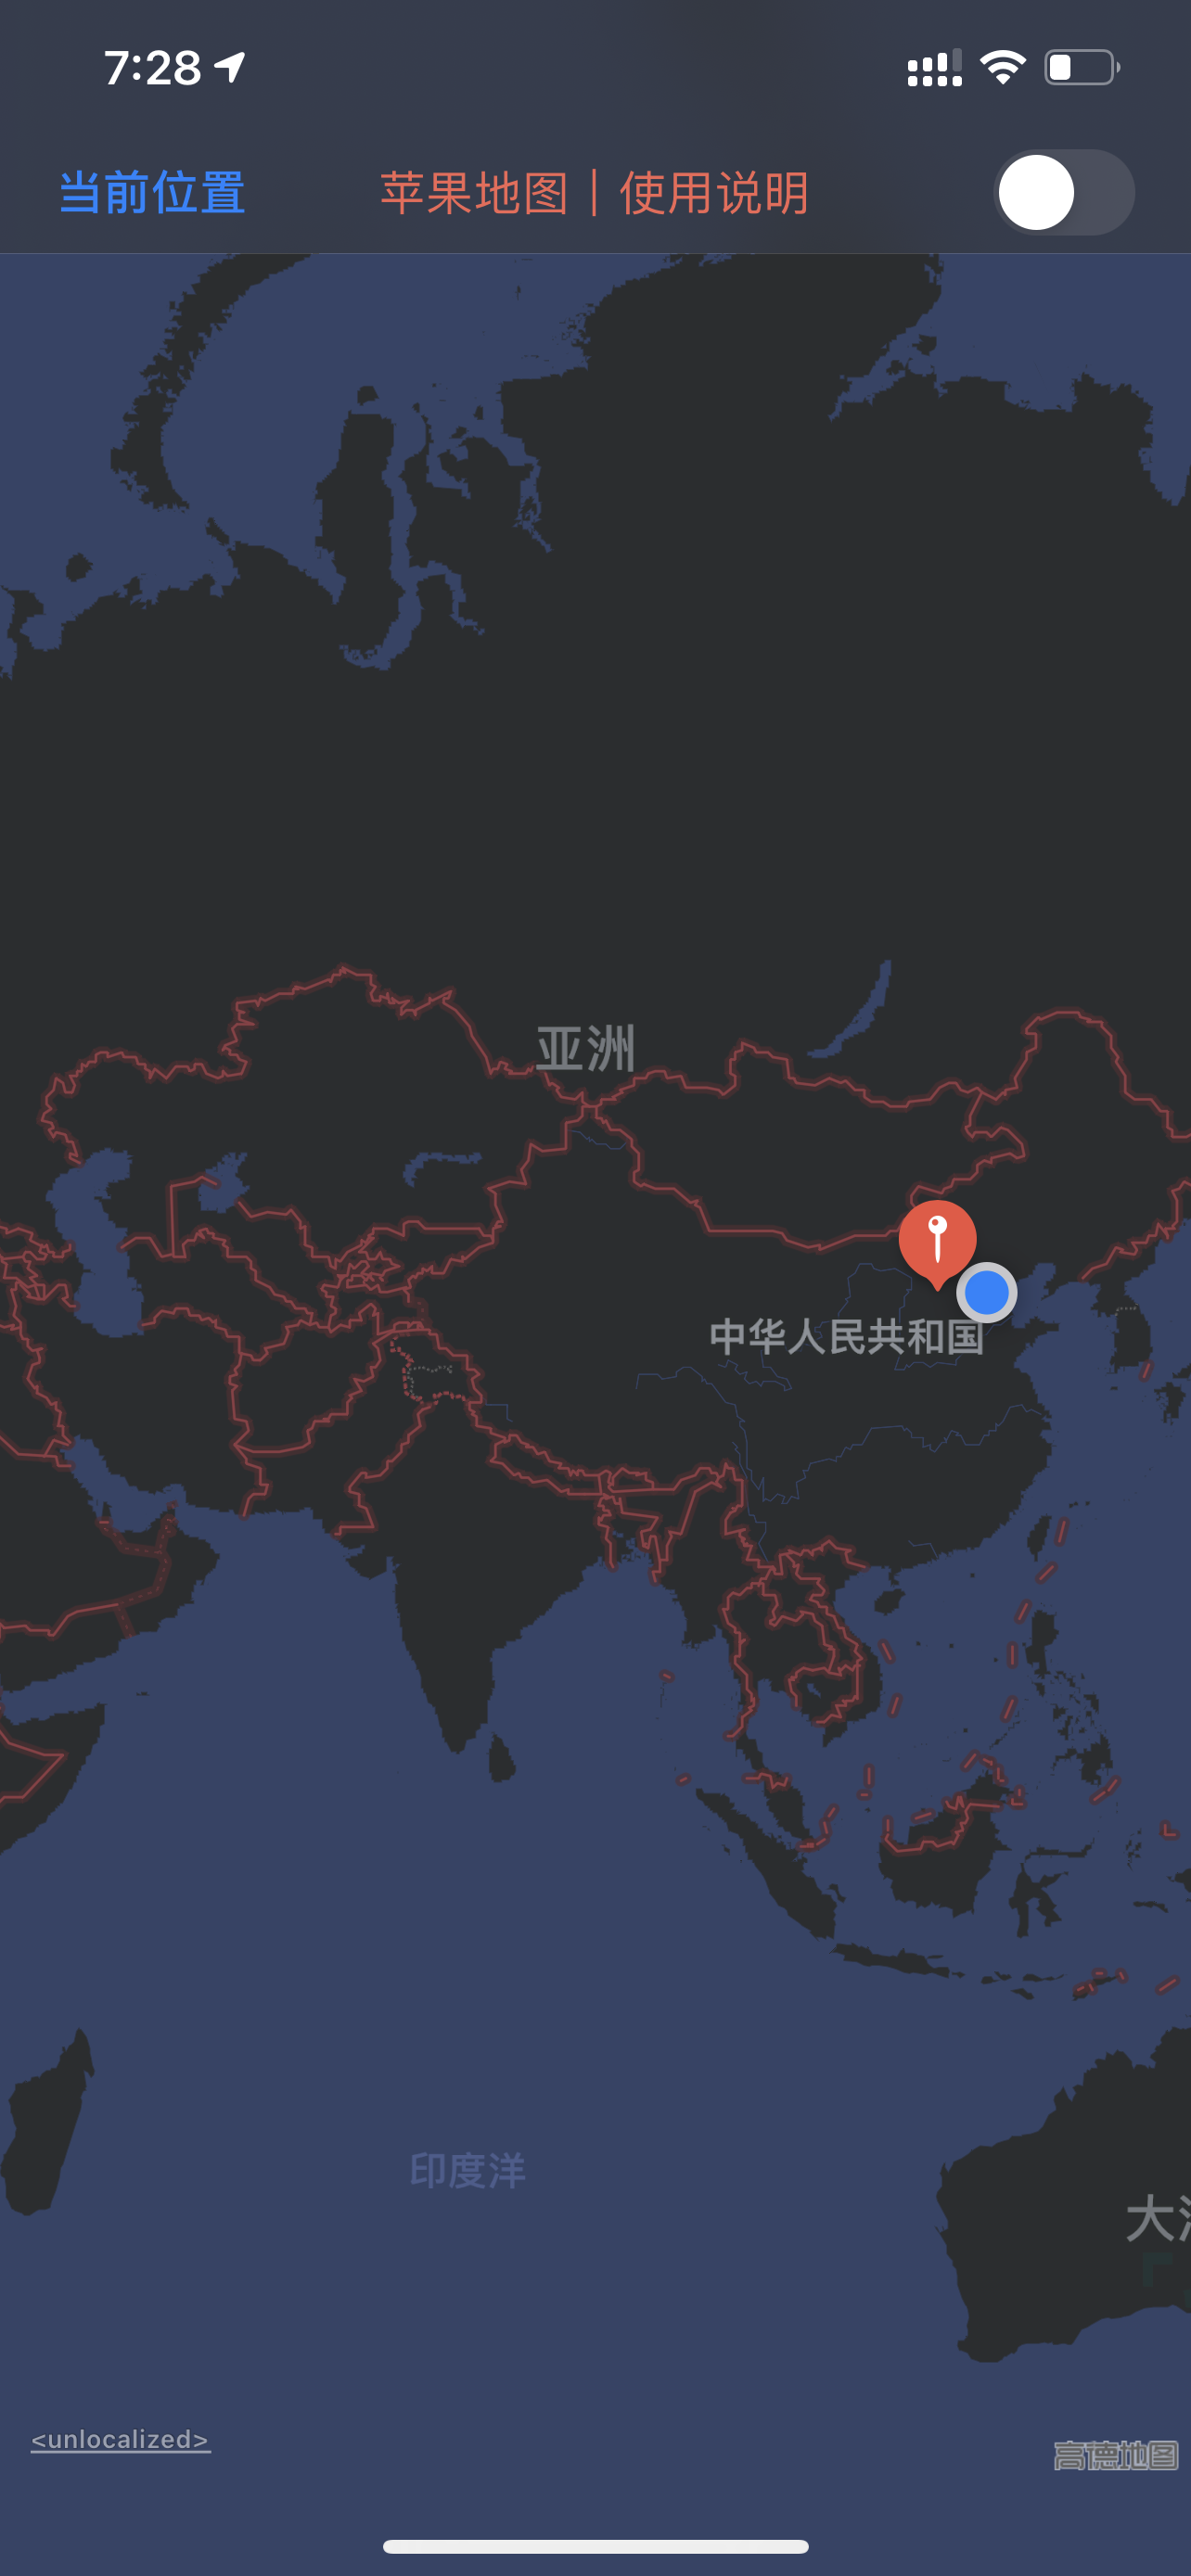 7:28
当前位置
苹果地图｜使用说明
亚洲
中华人民共和国
印度洋
大
<unlocalized>
高德地图